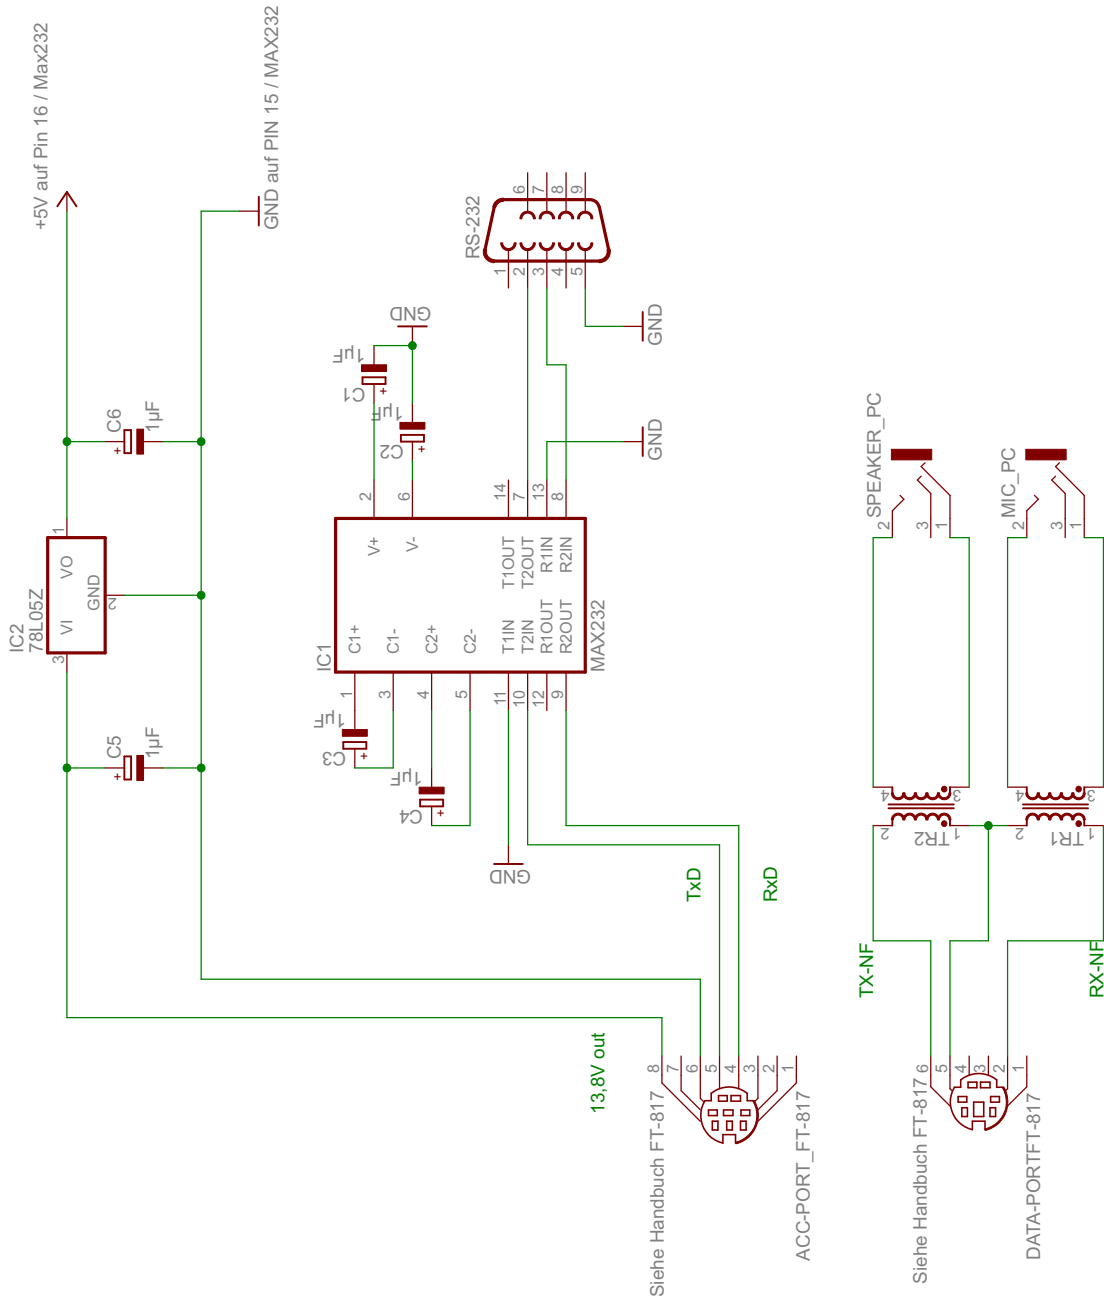 +5V auf Pin 16 / Max232
GND auf PIN 15 / MAX232
IC2
78L05Z
VI
VO
GND
3
1
2
C5
1µF
C6
1µF
RS-232
1
2
3
4
5
6
7
8
9
GND
GND
GND
C1
1µF
C2
1µF
IC1
MAX232
C1+
C1-
C2+
C2-
T1IN
T2IN
R1OUT
R2OUT
V+
V-
T1OUT
T2OUT
R1IN
R2IN
1
3
4
5
11
10
12
9
2
6
14
7
13
8
C3
1µF
C4
1µF
GND
TxD
RxD
13,8V out
8
7
6
5
4
3
2
1
Siehe Handbuch FT-817
ACC-PORT_FT-817
SPEAKER_PC
2
3
1
MIC_PC
2
3
1
4
3
2
1
TR2
4
3
2
1
TR1
TX-NF
RX-NF
6
5
4
3
2
1
Siehe Handbuch FT-817
DATA-PORTFT-817